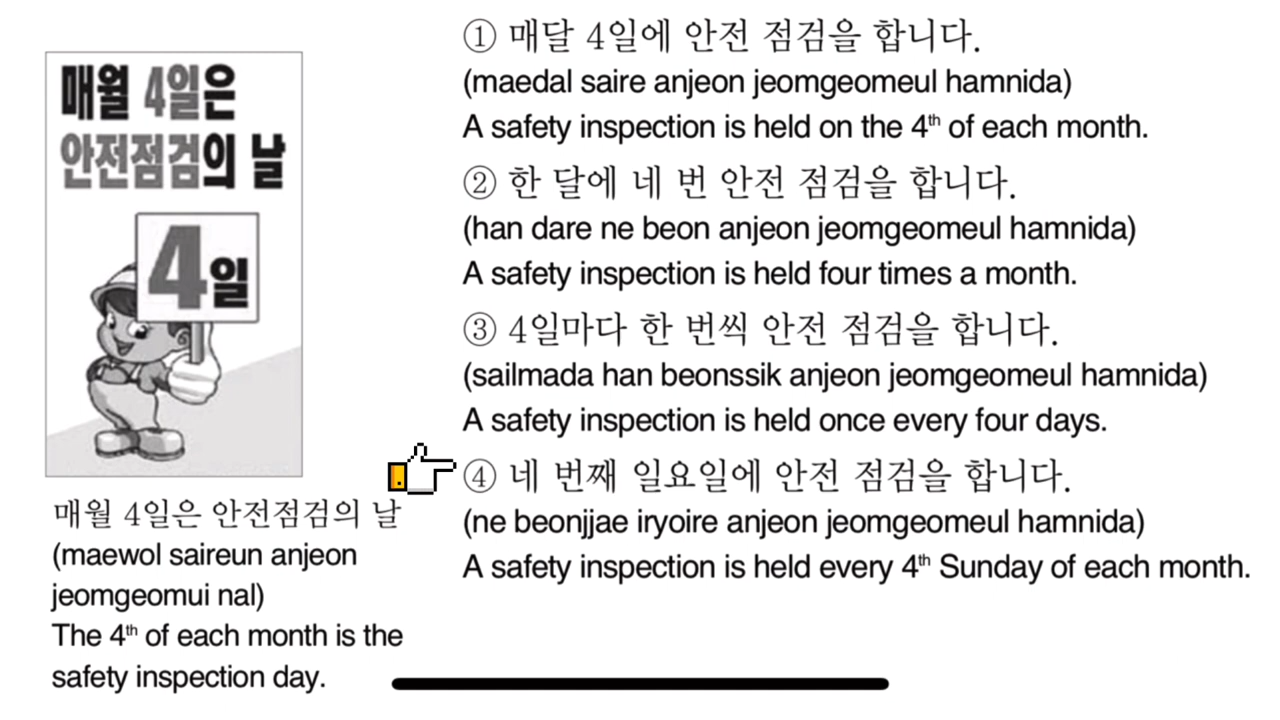 매월 4일은
안전점검의 날
4일
매월 4일은 안전점검의 날
(maewol saireun anjeon
jeomgeomui nal)
The 4th of each month is the
safety inspection day.
① 매달 4일에 안전 점검을 합니다.
(maedal saire anjeon jeomgeomeul hamnida)
A safety inspection is held on the 4th of each month.
② 한 달에 네 번 안전 점검을 합니다.
(han dare ne beon anjeon jeomgeomeul hamnida)
A safety inspection is held four times a month.
③ 4일마다 한 번씩 안전 점검을 합니다.
(sailmada han beonssik anjeon jeomgeomeul hamnida)
A safety inspection is held once every four days.
④ 네 번째 일요일에 안전 점검을 합니다.
(ne beonjjae iryoire anjeon jeomgeomeul hamnida)
A safety inspection is held every 4th Sunday of each month.